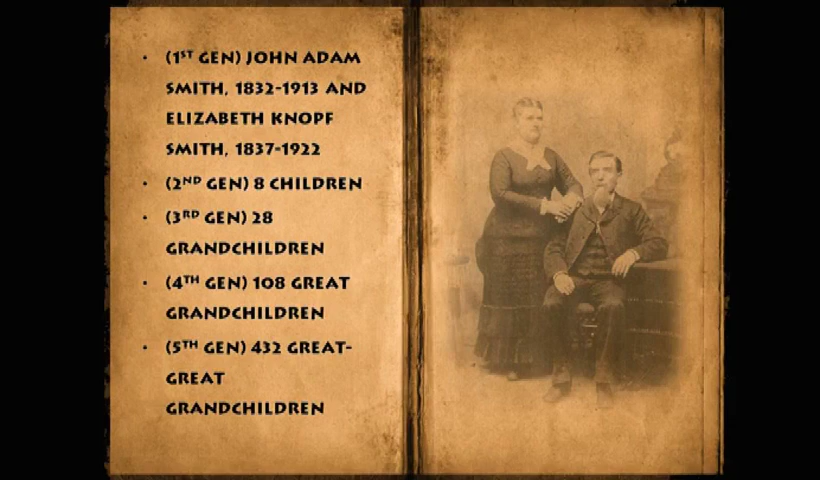 • (1ST GEN) JOHN ADAM
SMITH, 1832-1913 AND
ELIZABETH KNOPF
SMITH, 1837-1922
• (2ND GEN) 8 CHILDREN
• (3RD GEN) 28
GRANDCHILDREN
• (4TH GEN) 108 GREAT
GRANDCHILDREN
• (5TH GEN) 432 GREAT-
GREAT
GRANDCHILDREN